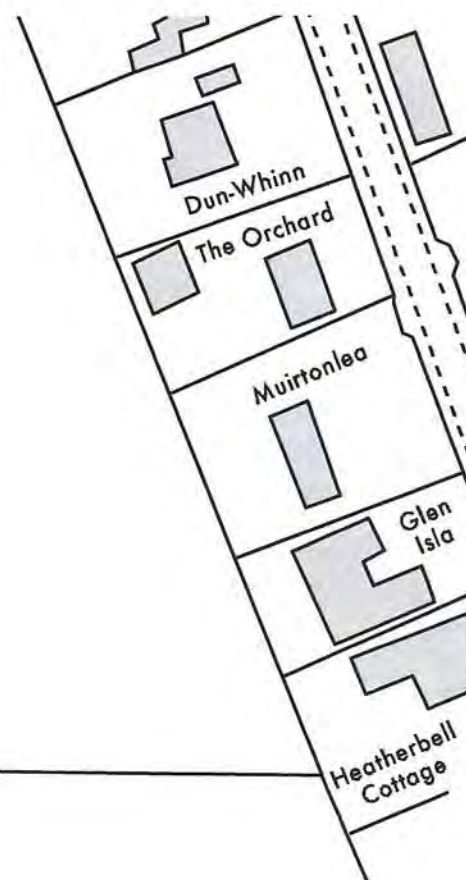 Dun-Whinn
The Orchard
Muirtonlea
Glen
Isla
Heatherbell
Cottage